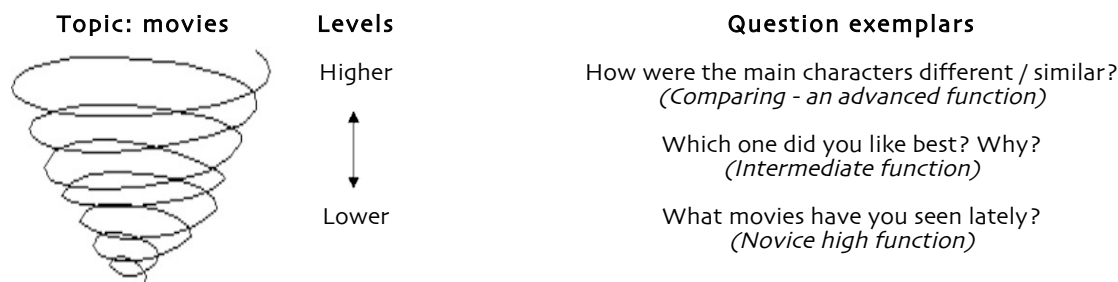 Topic: movies
Levels
Question exemplars
Higher
How were the main characters different / similar?
(Comparing - an advanced function)
Which one did you like best? Why?
(Intermediate function)
Lower
What movies have you seen lately?
(Novice high function)